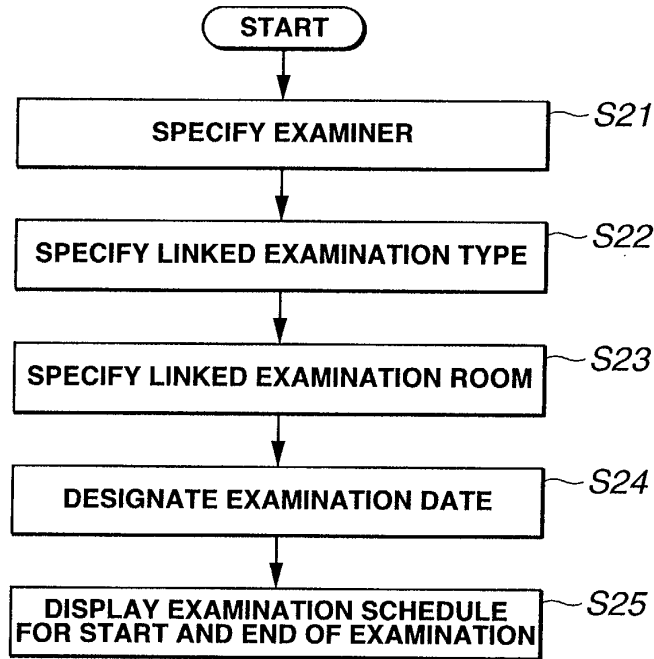 START
SPECIFY EXAMINER
S21
SPECIFY LINKED EXAMINATION TYPE
S22
SPECIFY LINKED EXAMINATION ROOM
S23
DESIGNATE EXAMINATION DATE
S24
DISPLAY EXAMINATION SCHEDULE
FOR START AND END OF EXAMINATION
S25